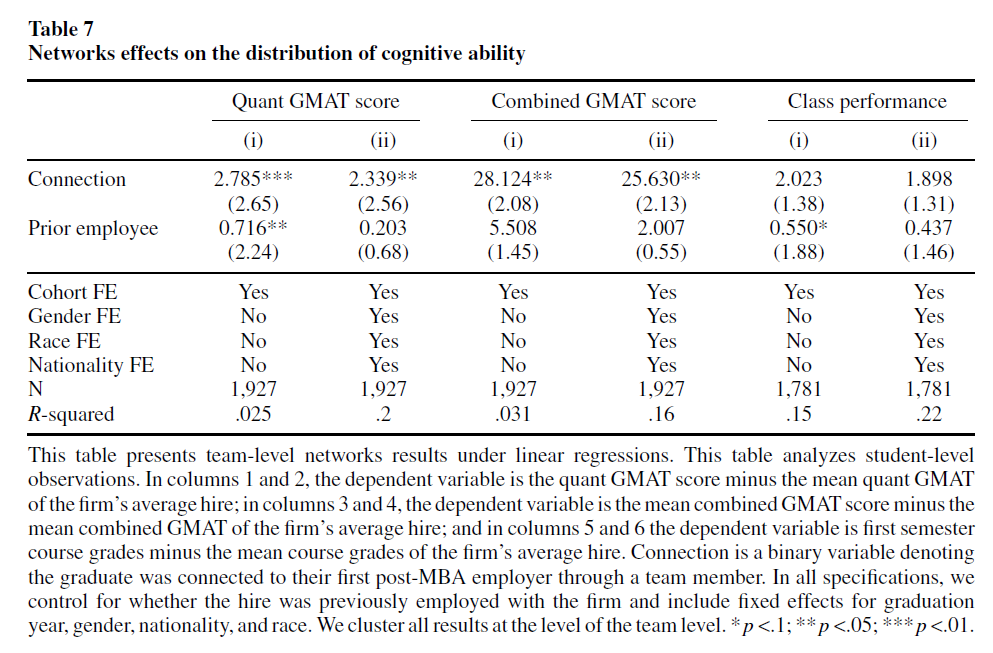 Table 7
Networks effects on the distribution of cognitive ability
Quant GMAT score Combined GMAT score Class performance
(i) (ii) (i) (ii) (i) (ii)
Connection 2.785*** 2.339** 28.124** 25.630** 2.023 1.898
(2.65) (2.56) (2.08) (2.13) (1.38) (1.31)
Prior employee 0.716** 0.203 5.508 2.007 0.550* 0.437
(2.24) (0.68) (1.45) (0.55) (1.88) (1.46)
Cohort FE Yes Yes Yes Yes Yes Yes
Gender FE No Yes No Yes No Yes
Race FE No Yes No Yes No Yes
Nationality FE No Yes No Yes No Yes
N 1,927 1,927 1,927 1,927 1,781 1,781
R-squared .025 .2 .031 .16 .15 .22
This table presents team-level networks results under linear regressions. This table analyzes student-level
observations. In columns 1 and 2, the dependent variable is the quant GMAT score minus the mean quant GMAT
of the firm's average hire; in columns 3 and 4, the dependent variable is the mean combined GMAT score minus the
mean combined GMAT of the firm's average hire; and in columns 5 and 6 the dependent variable is first semester
course grades minus the mean course grades of the firm's average hire. Connection is a binary variable denoting
the graduate was connected to their first post-MBA employer through a team member. In all specifications, we
control for whether the hire was previously employed with the firm and include fixed effects for graduation
year, gender, nationality, and race. We cluster all results at the level of the team level. *p<.1; **p<.05; ***p<.01.